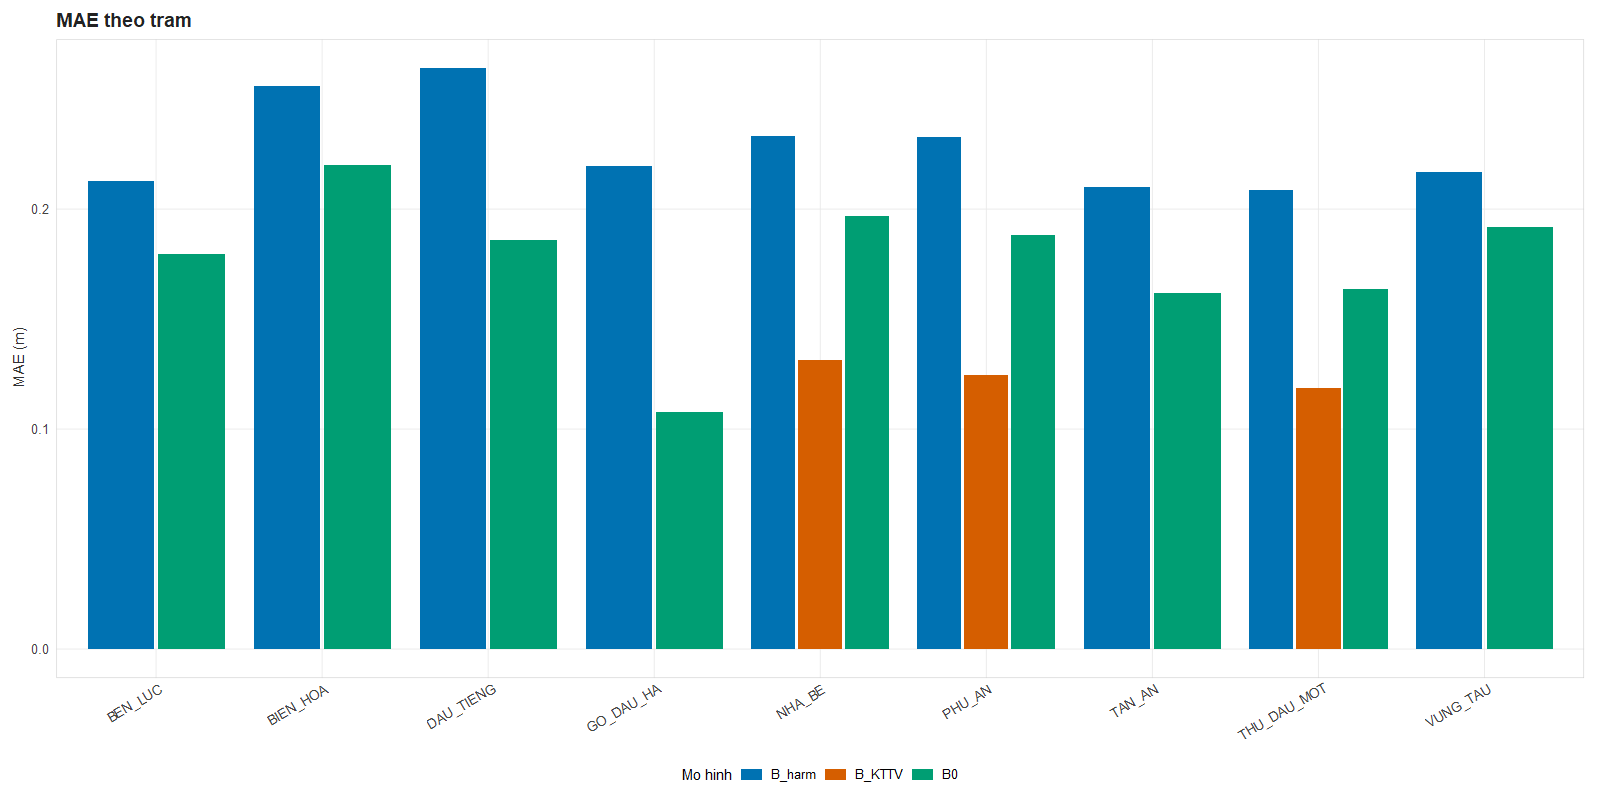 MAE theo tram
MAE (m)
0.2
0.1
0.0
BEN_LUC
BIEN_HOA
DAU_TIENG
GO_DAU_HA
NHA_BE
PHU_AN
TAN_AN
THU_DAU_MOT
VUNG_TAU
Mo hinh B_harm B_KTTV B0